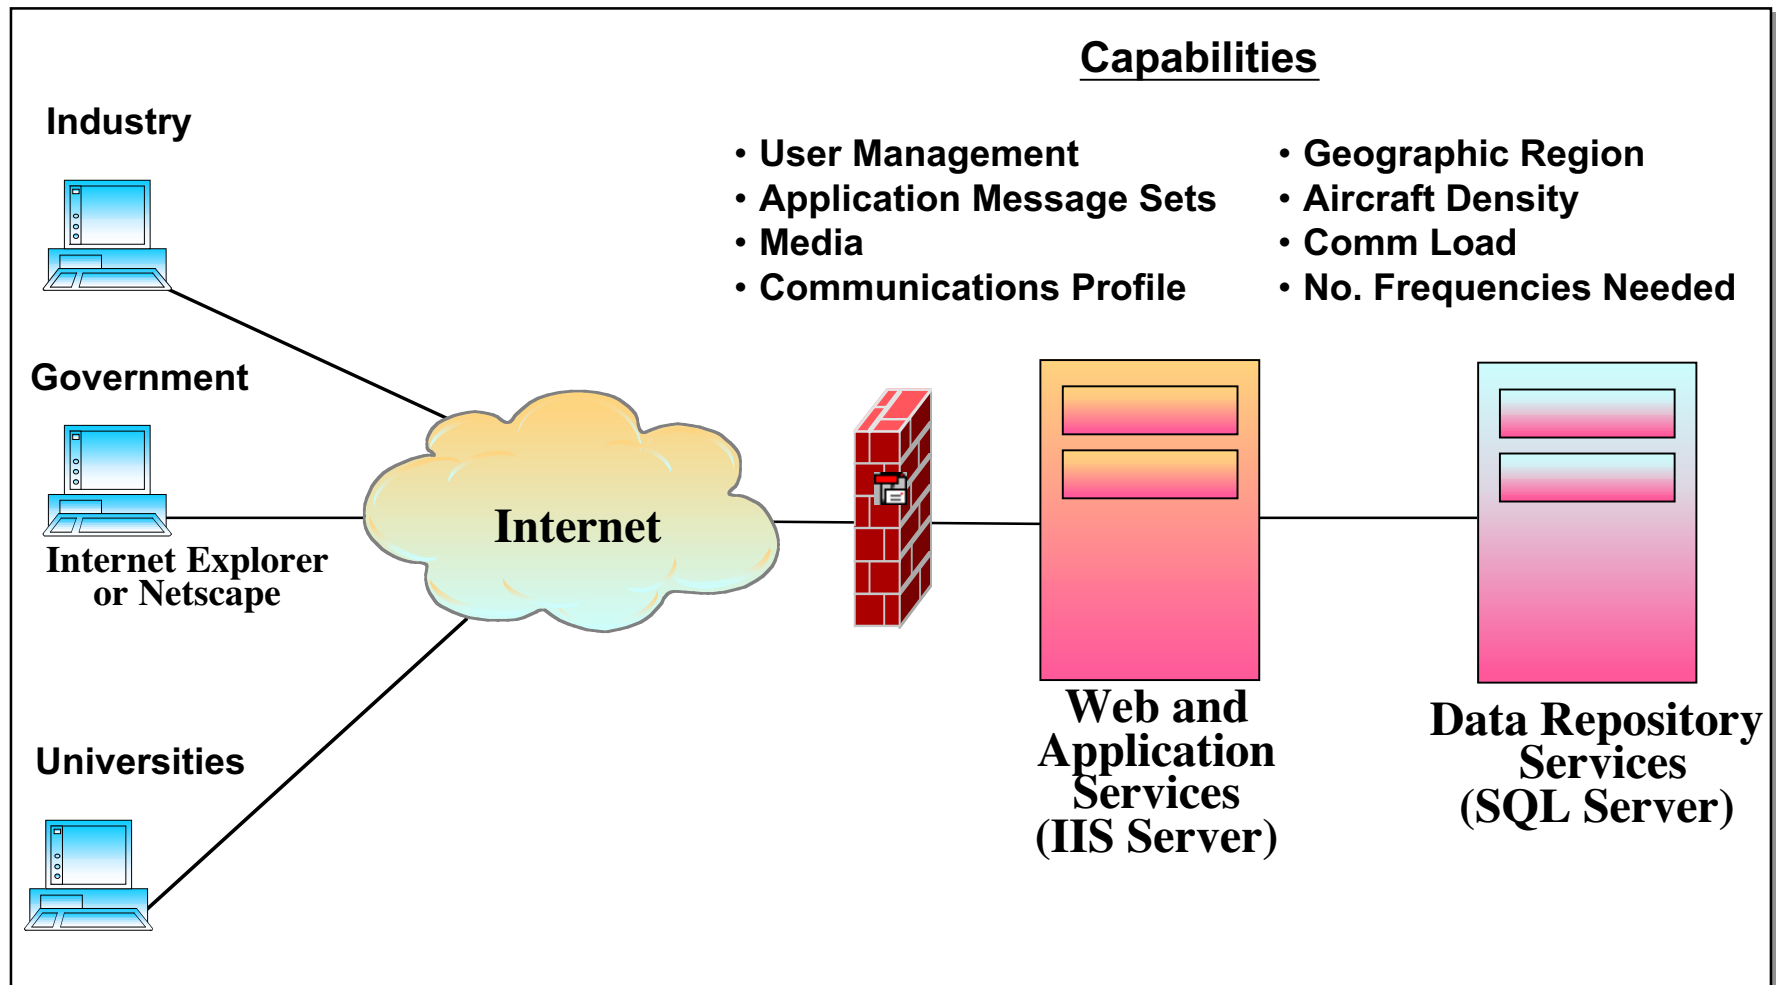 Capabilities
Industry
• User Management
• Application Message Sets
• Media
• Communications Profile
• Geographic Region
• Aircraft Density
• Comm Load
• No. Frequencies Needed
Government
Internet Explorer
or Netscape
Internet
Universities
Web and
Application
Services
(IIS Server)
Data Repository
Services
(SQL Server)